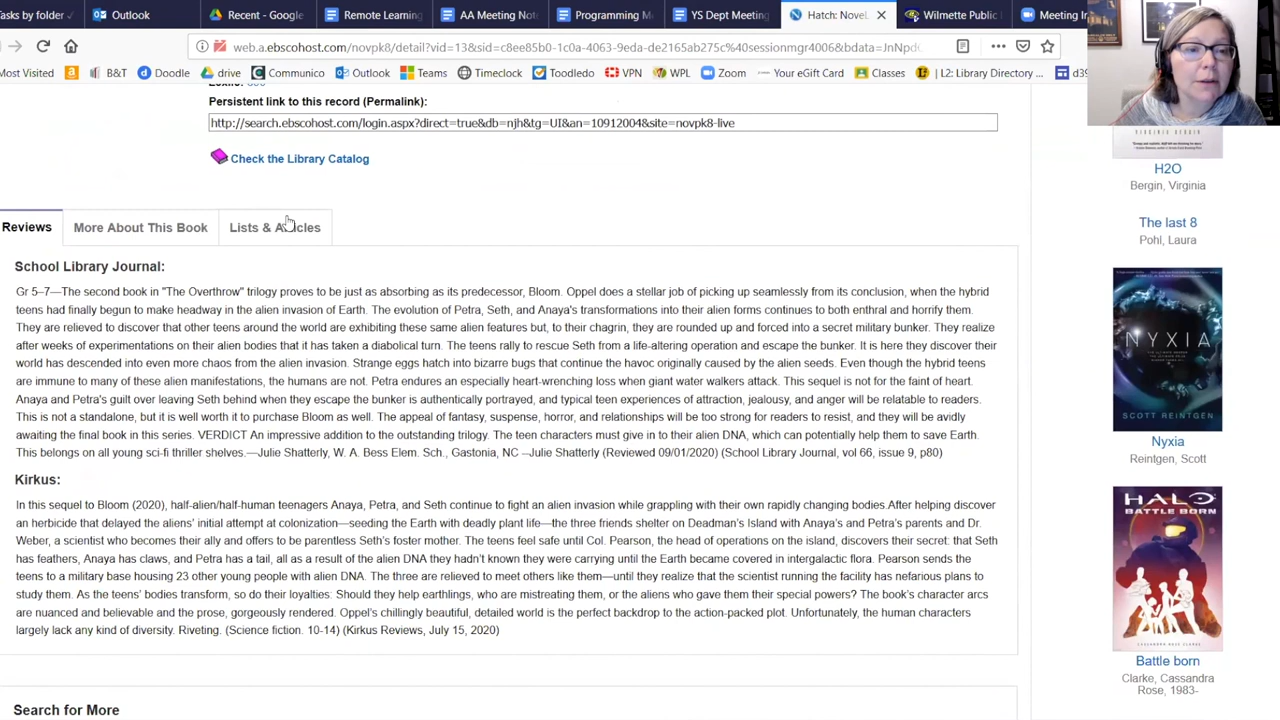 Tasks by folder
Outlook
Recent - Google
Remote Learning
AA Meeting Not
Programming M
YS Dept Meeting
Hatch: Novel
Wilmette Public
Meeting In
web.a.ebscohost.com/novpk8/detail?vid=13&sid=c8ee85b0-1c0a-4063-9eda-de2165ab275c%40sessionmgr4006&bdata=JnNpd
Most Visited
B&T
Doodle
drive
Communico
Outlook
Teams
Timeclock
Toodledo
VPN
WPL
Zoom
Your eGift Card
Classes
L2: Library Directory ...
d39
Persistent link to this record (Permalink):
http://search.ebscohost.com/login.aspx?direct=true&db=njh&tg=UI&an=10912004&site=novpk8-live
Check the Library Catalog
Reviews
More About This Book
Lists & Articles
School Library Journal:
Gr 5–7—The second book in "The Overthrow" trilogy proves to be just as absorbing as its predecessor, Bloom. Oppel does a stellar job of picking up seamlessly from its conclusion, when the hybrid
teens had finally begun to make headway in the alien invasion of Earth. The evolution of Petra, Seth, and Anaya's transformations into their alien forms continues to both enthral and horrify them.
They are relieved to discover that other teens around the world are exhibiting these same alien features but, to their chagrin, they are rounded up and forced into a secret military bunker. They realize
after weeks of experimentations on their alien bodies that it has taken a diabolical turn. The teens rally to rescue Seth from a life-altering operation and escape the bunker. It is here they discover their
world has descended into even more chaos from the alien invasion. Strange eggs hatch into bizarre bugs that continue the havoc originally caused by the alien seeds. Even though the hybrid teens
are immune to many of these alien manifestations, the humans are not. Petra endures an especially heart-wrenching loss when giant water walkers attack. This sequel is not for the faint of heart.
Anaya and Petra's guilt over leaving Seth behind when they escape the bunker is authentically portrayed, and typical teen experiences of attraction, jealousy, and anger will be relatable to readers.
This is not a standalone, but it is well worth it to purchase Bloom as well. The appeal of fantasy, suspense, horror, and relationships will be too strong for readers to resist, and they will be avidly
awaiting the final book in this series. VERDICT An impressive addition to the outstanding trilogy. The teen characters must give in to their alien DNA, which can potentially help them to save Earth.
This belongs on all young sci-fi thriller shelves.—Julie Shatterly, W. A. Bess Elem. Sch., Gastonia, NC --Julie Shatterly (Reviewed 09/01/2020) (School Library Journal, vol 66, issue 9, p80)
Kirkus:
In this sequel to Bloom (2020), half-alien/half-human teenagers Anaya, Petra, and Seth continue to fight an alien invasion while grappling with their own rapidly changing bodies.After helping discover
an herbicide that delayed the aliens' initial attempt at colonization—seeding the Earth with deadly plant life—the three friends shelter on Deadman's Island with Anaya's and Petra's parents and Dr.
Weber, a scientist who becomes their ally and offers to be parentless Seth's foster mother. The friends feel safe until Col. Pearson, the head of operations on the island, discovers their secret: that Seth
has feathers, Anaya has claws, and Petra has a tail, all as a result of the alien DNA they hadn't known they were carrying until the Earth became covered in intergalactic flora. Pearson sends the
teens to a military base housing 23 other young people with alien DNA. The three are relieved to meet others like them—until they realize that the scientist running the facility has nefarious plans to
study them. As the teens' bodies transform, so do their loyalties: Should they help earthlings, who are mistreating them, or the aliens who gave them their special powers? The book's character arcs
are nuanced and believable and the prose, gorgeously rendered. Oppel's chillingly beautiful, detailed world is the perfect backdrop to the action-packed plot. Unfortunately, the human characters
largely lack any kind of diversity. Riveting. (Science fiction. 10-14) (Kirkus Reviews, July 15, 2020)
Search for More
VIRGINIA BERGIN
H2O
Bergin, Virginia
The last 8
Pohl, Laura
NYXIA
SCOTT REINTGEN
Nyxia
Reintgen, Scott
HALO
BATTLE BORN
CASSANDRA ROSE CLARKE
Battle born
Clarke, Cassandra
Rose, 1983-